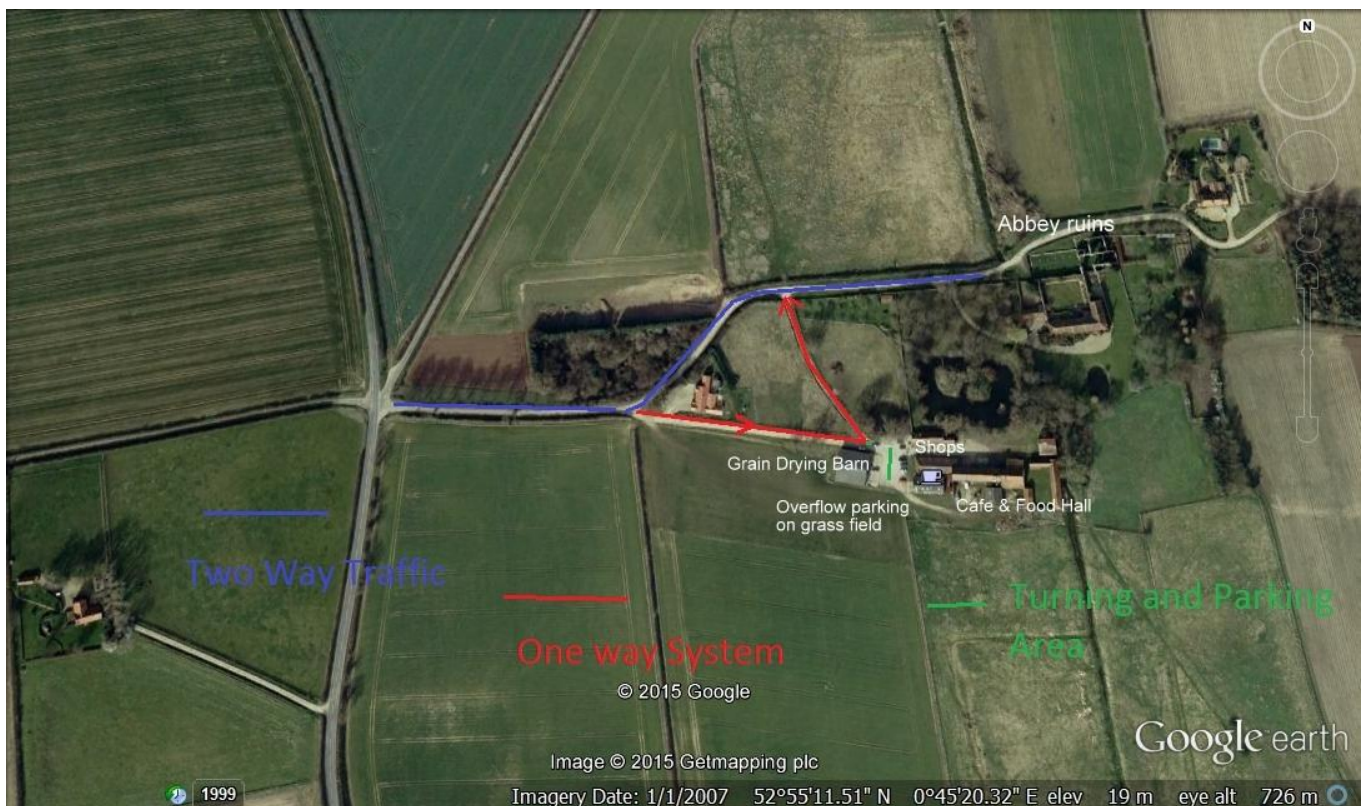 N
Abbey ruins
Shops
Grain Drying Barn
Cafe & Food Hall
Overflow parking
on grass field
Two Way Traffic
Turning and Parking
Area
One way System
© 2015 Google
Google earth
Image © 2015 Getmapping plc
1999
Imagery Date: 1/1/2007 52°55'11.51" N 0°45'20.32" E elev 19 m eye alt 726 m